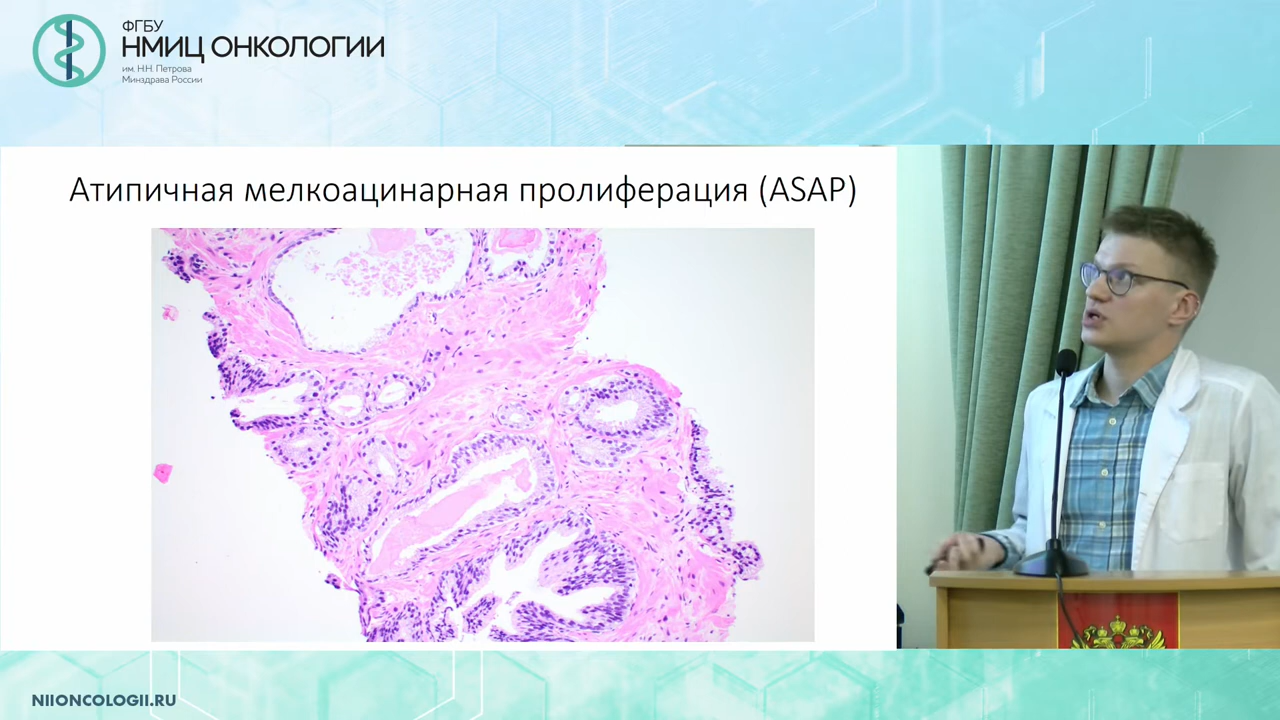 ФГБУ
НМИЦ ОНКОЛОГИИ
им. Н.Н. Петрова
Минздрава России
Атипичная мелкоацинарная пролиферация (ASAP)
NIIONCOLOGII.RU